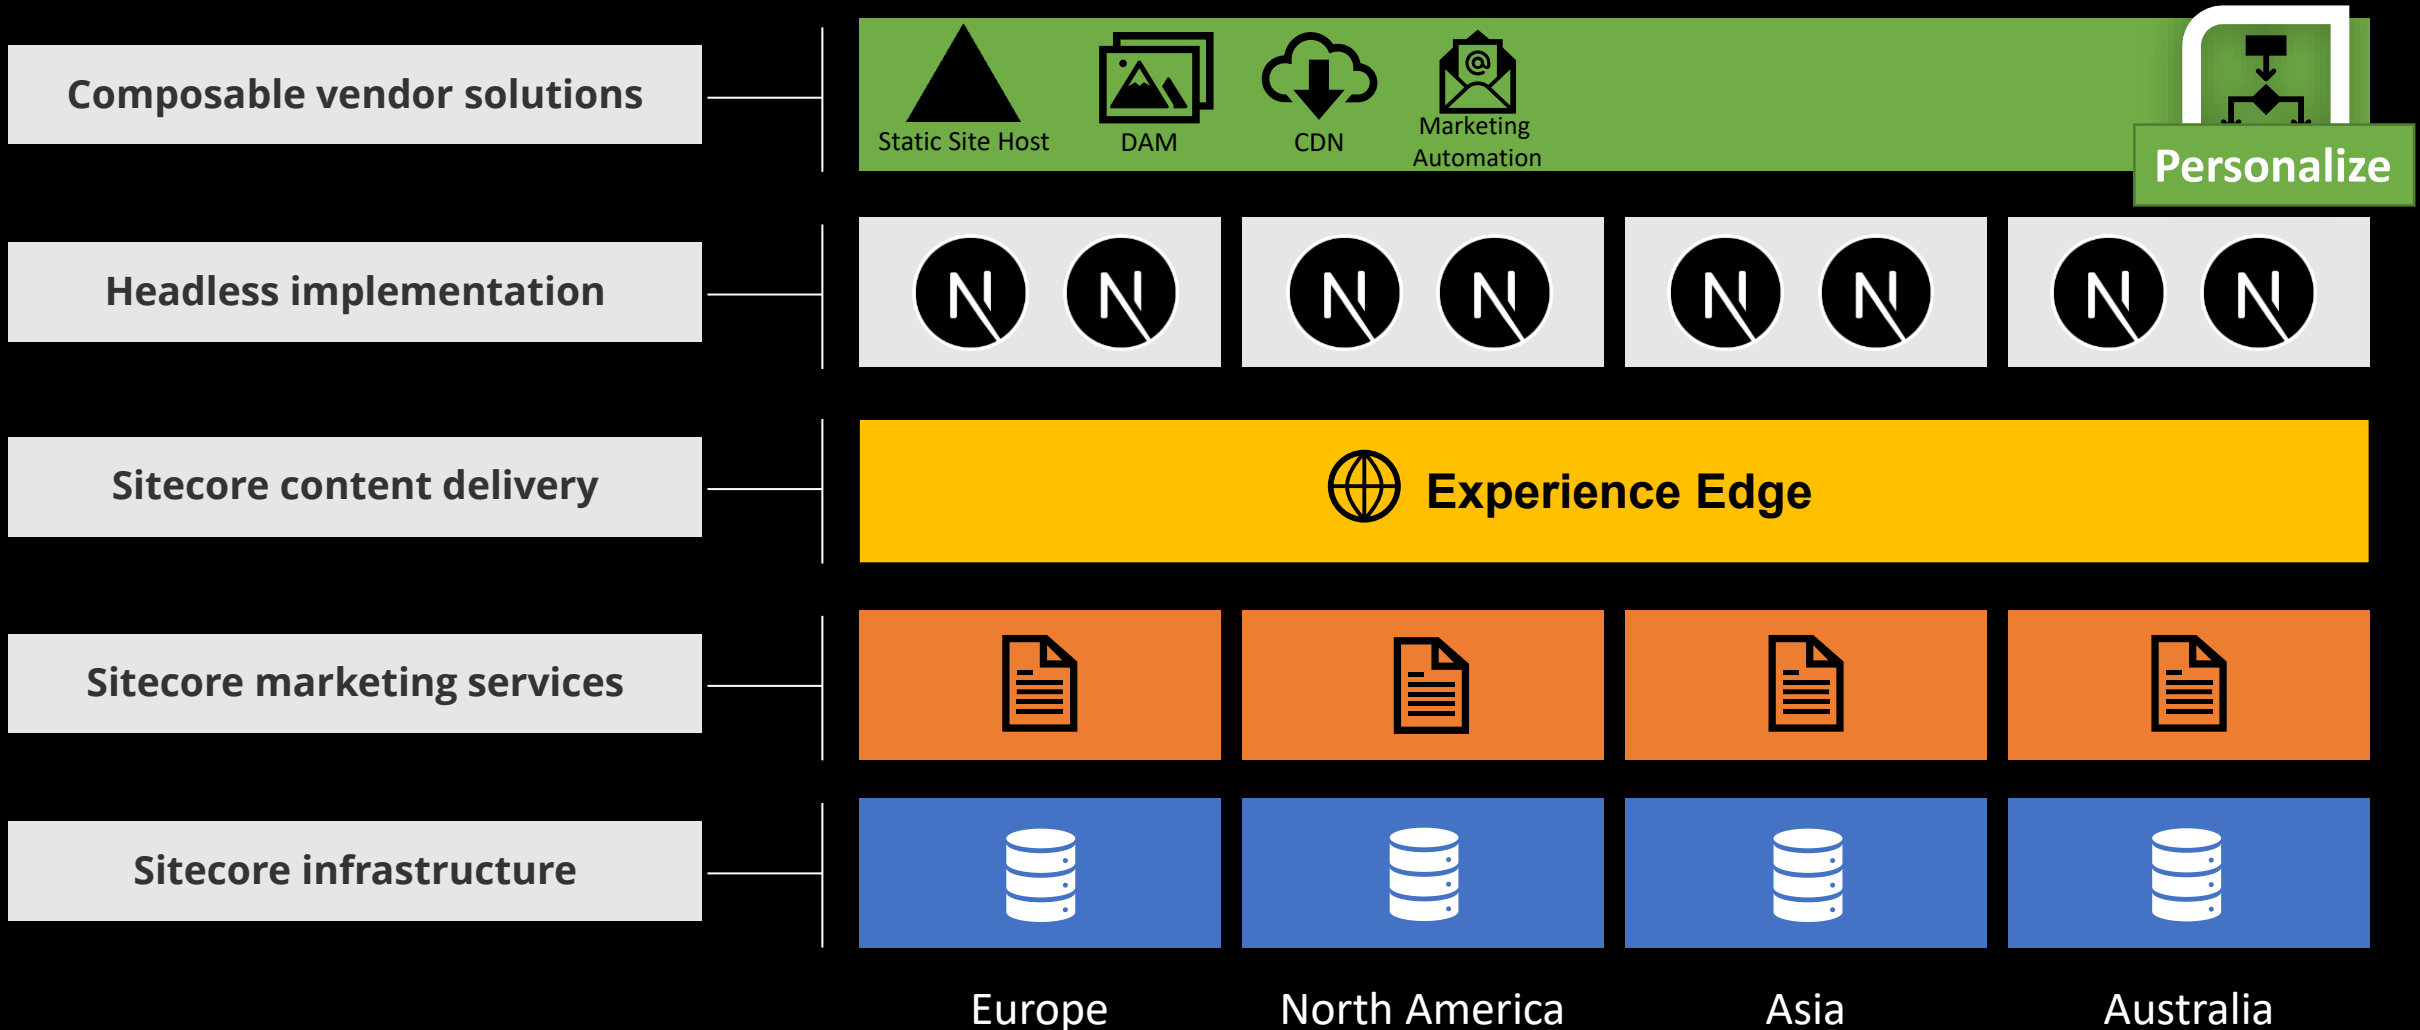 Composable vendor solutions
Static Site Host
DAM
CDN
Marketing
Automation
Personalize
Headless implementation
N N N N N N N N
Sitecore content delivery
Experience Edge
Sitecore marketing services
Sitecore infrastructure
Europe
North America
Asia
Australia